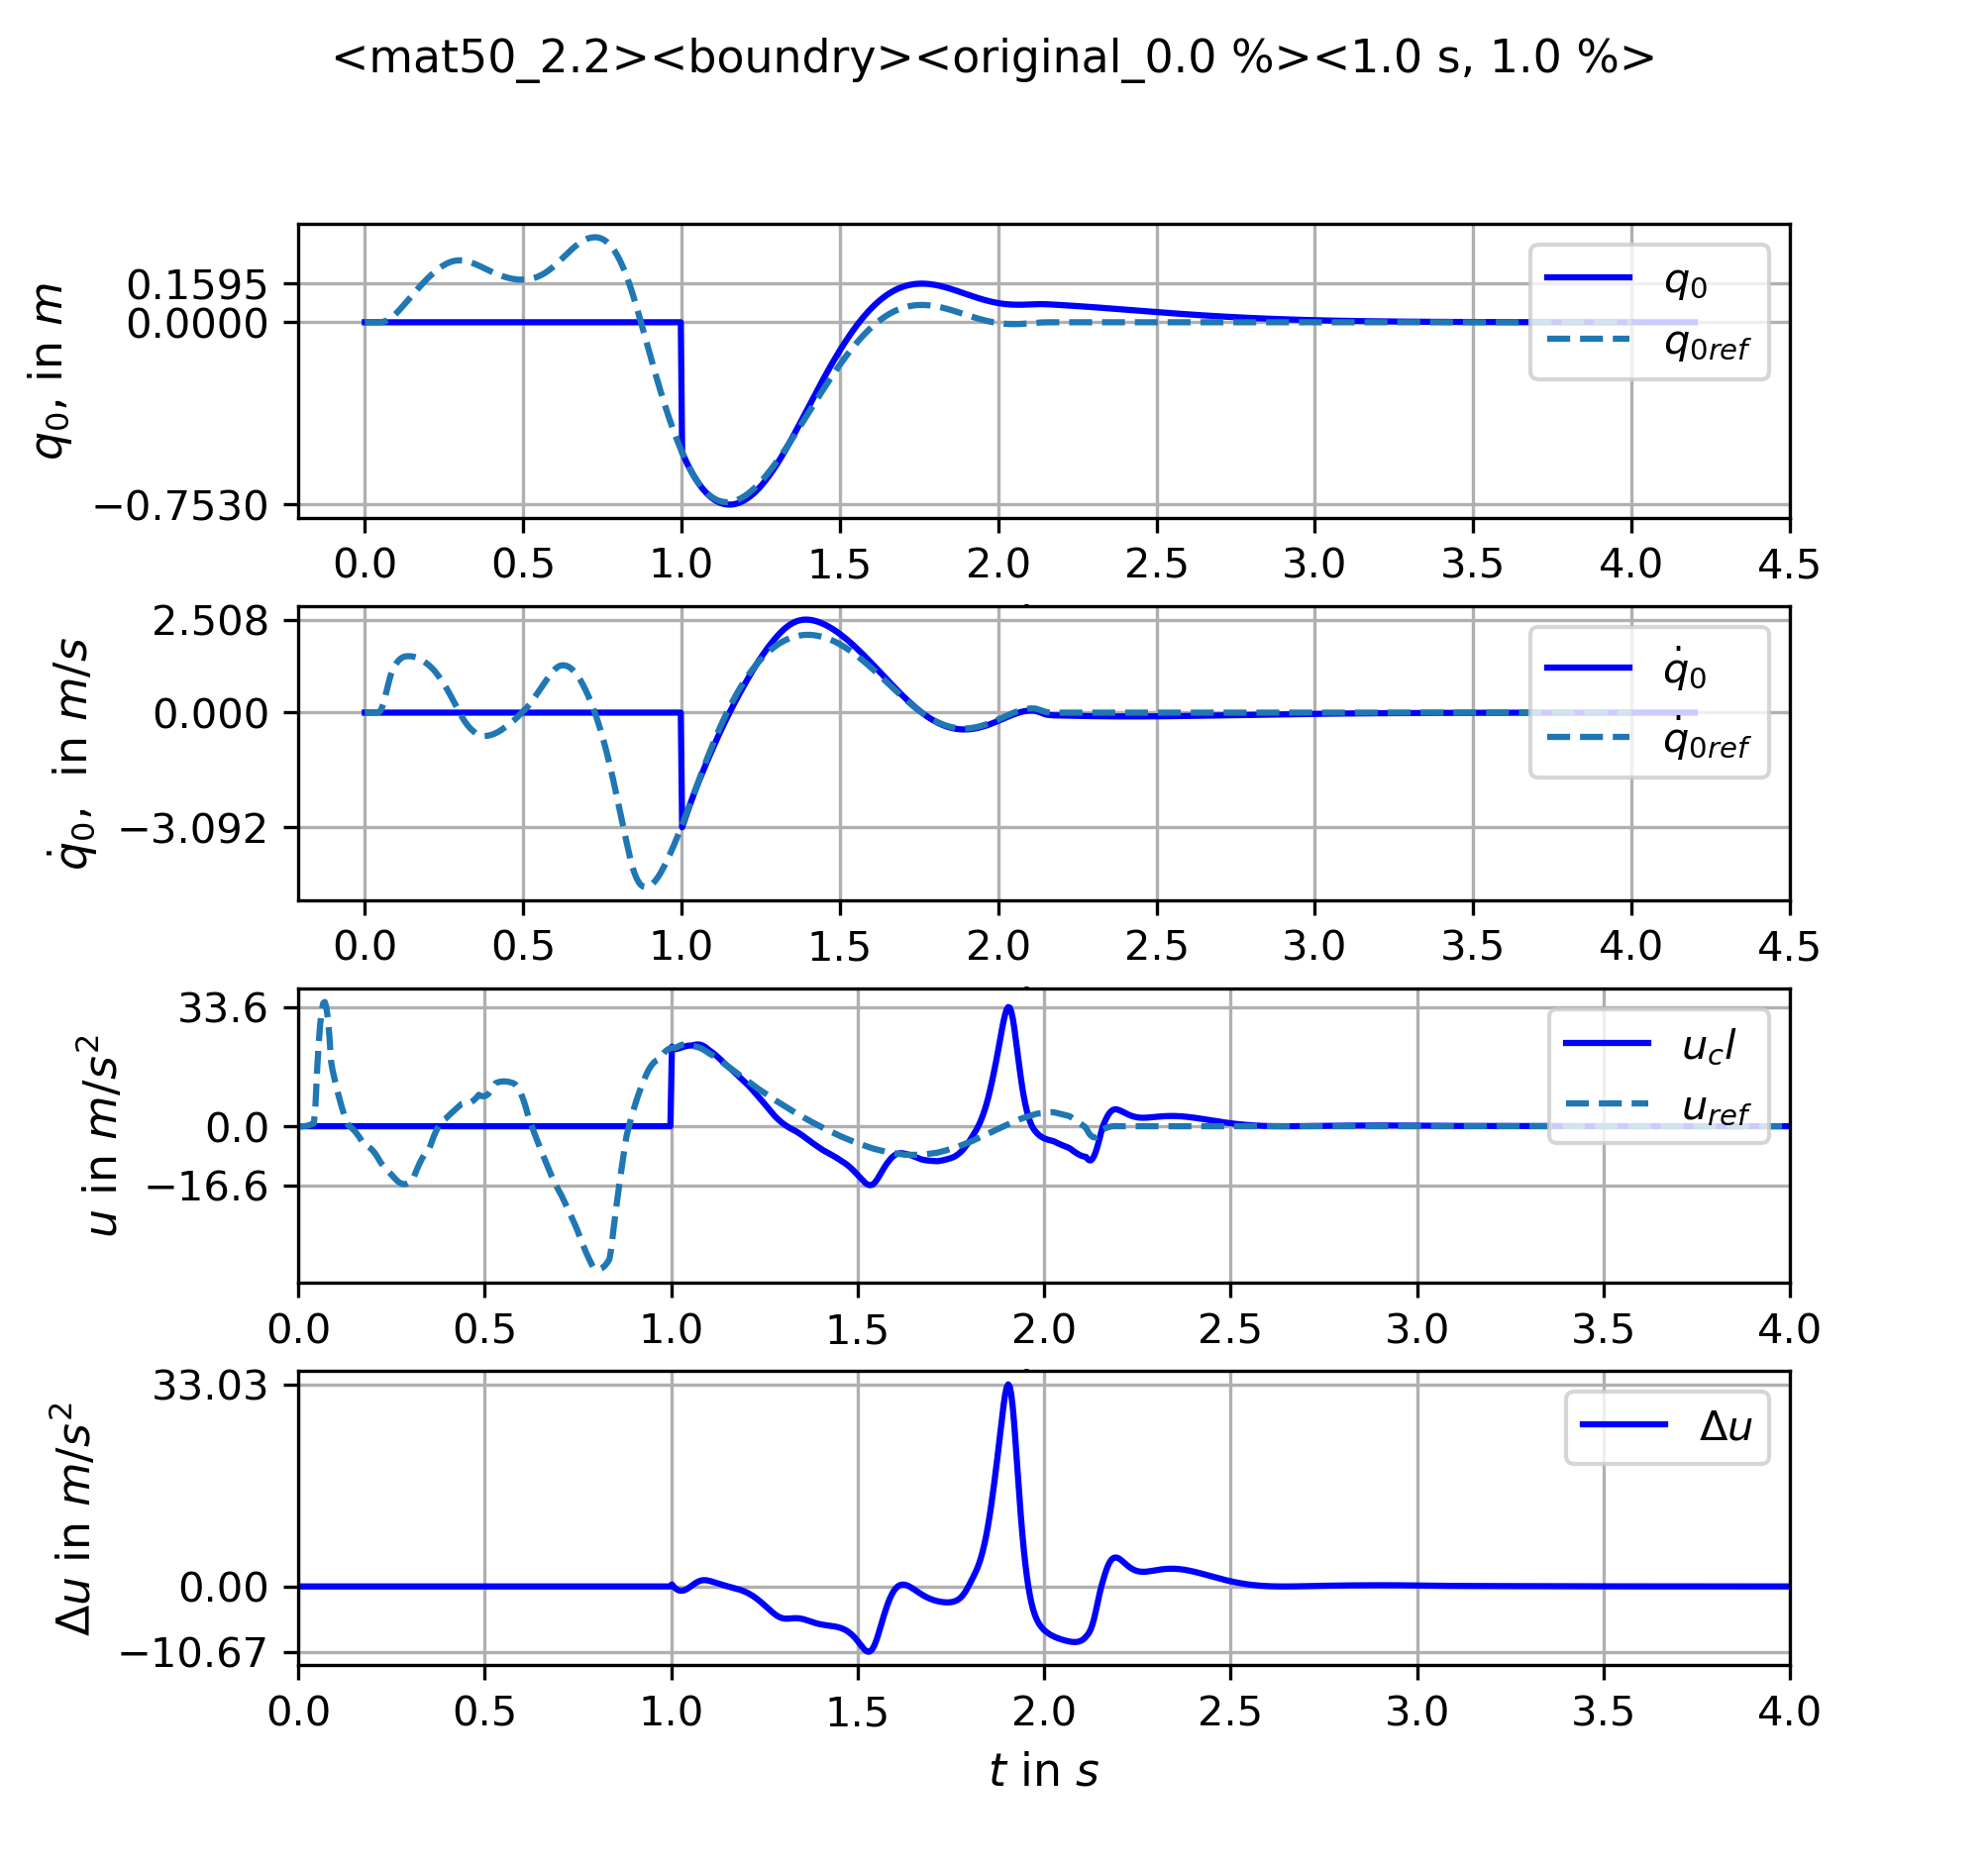 <mat50_2.2><boundry><original_0.0 %><1.0 s, 1.0 %>
q₀, in m
0.1595
0.0000
−0.7530
q₀
q₀ref
0.0 0.5 1.0 1.5 2.0 2.5 3.0 3.5 4.0 4.5
q̇₀, in m/s
2.508
0.000
−3.092
q̇₀
q̇₀ref
0.0 0.5 1.0 1.5 2.0 2.5 3.0 3.5 4.0 4.5
u in m/s²
33.6
0.0
−16.6
u_cl
u_ref
0.0 0.5 1.0 1.5 2.0 2.5 3.0 3.5 4.0
Δu in m/s²
33.03
0.00
−10.67
Δu
0.0 0.5 1.0 1.5 2.0 2.5 3.0 3.5 4.0
t in s